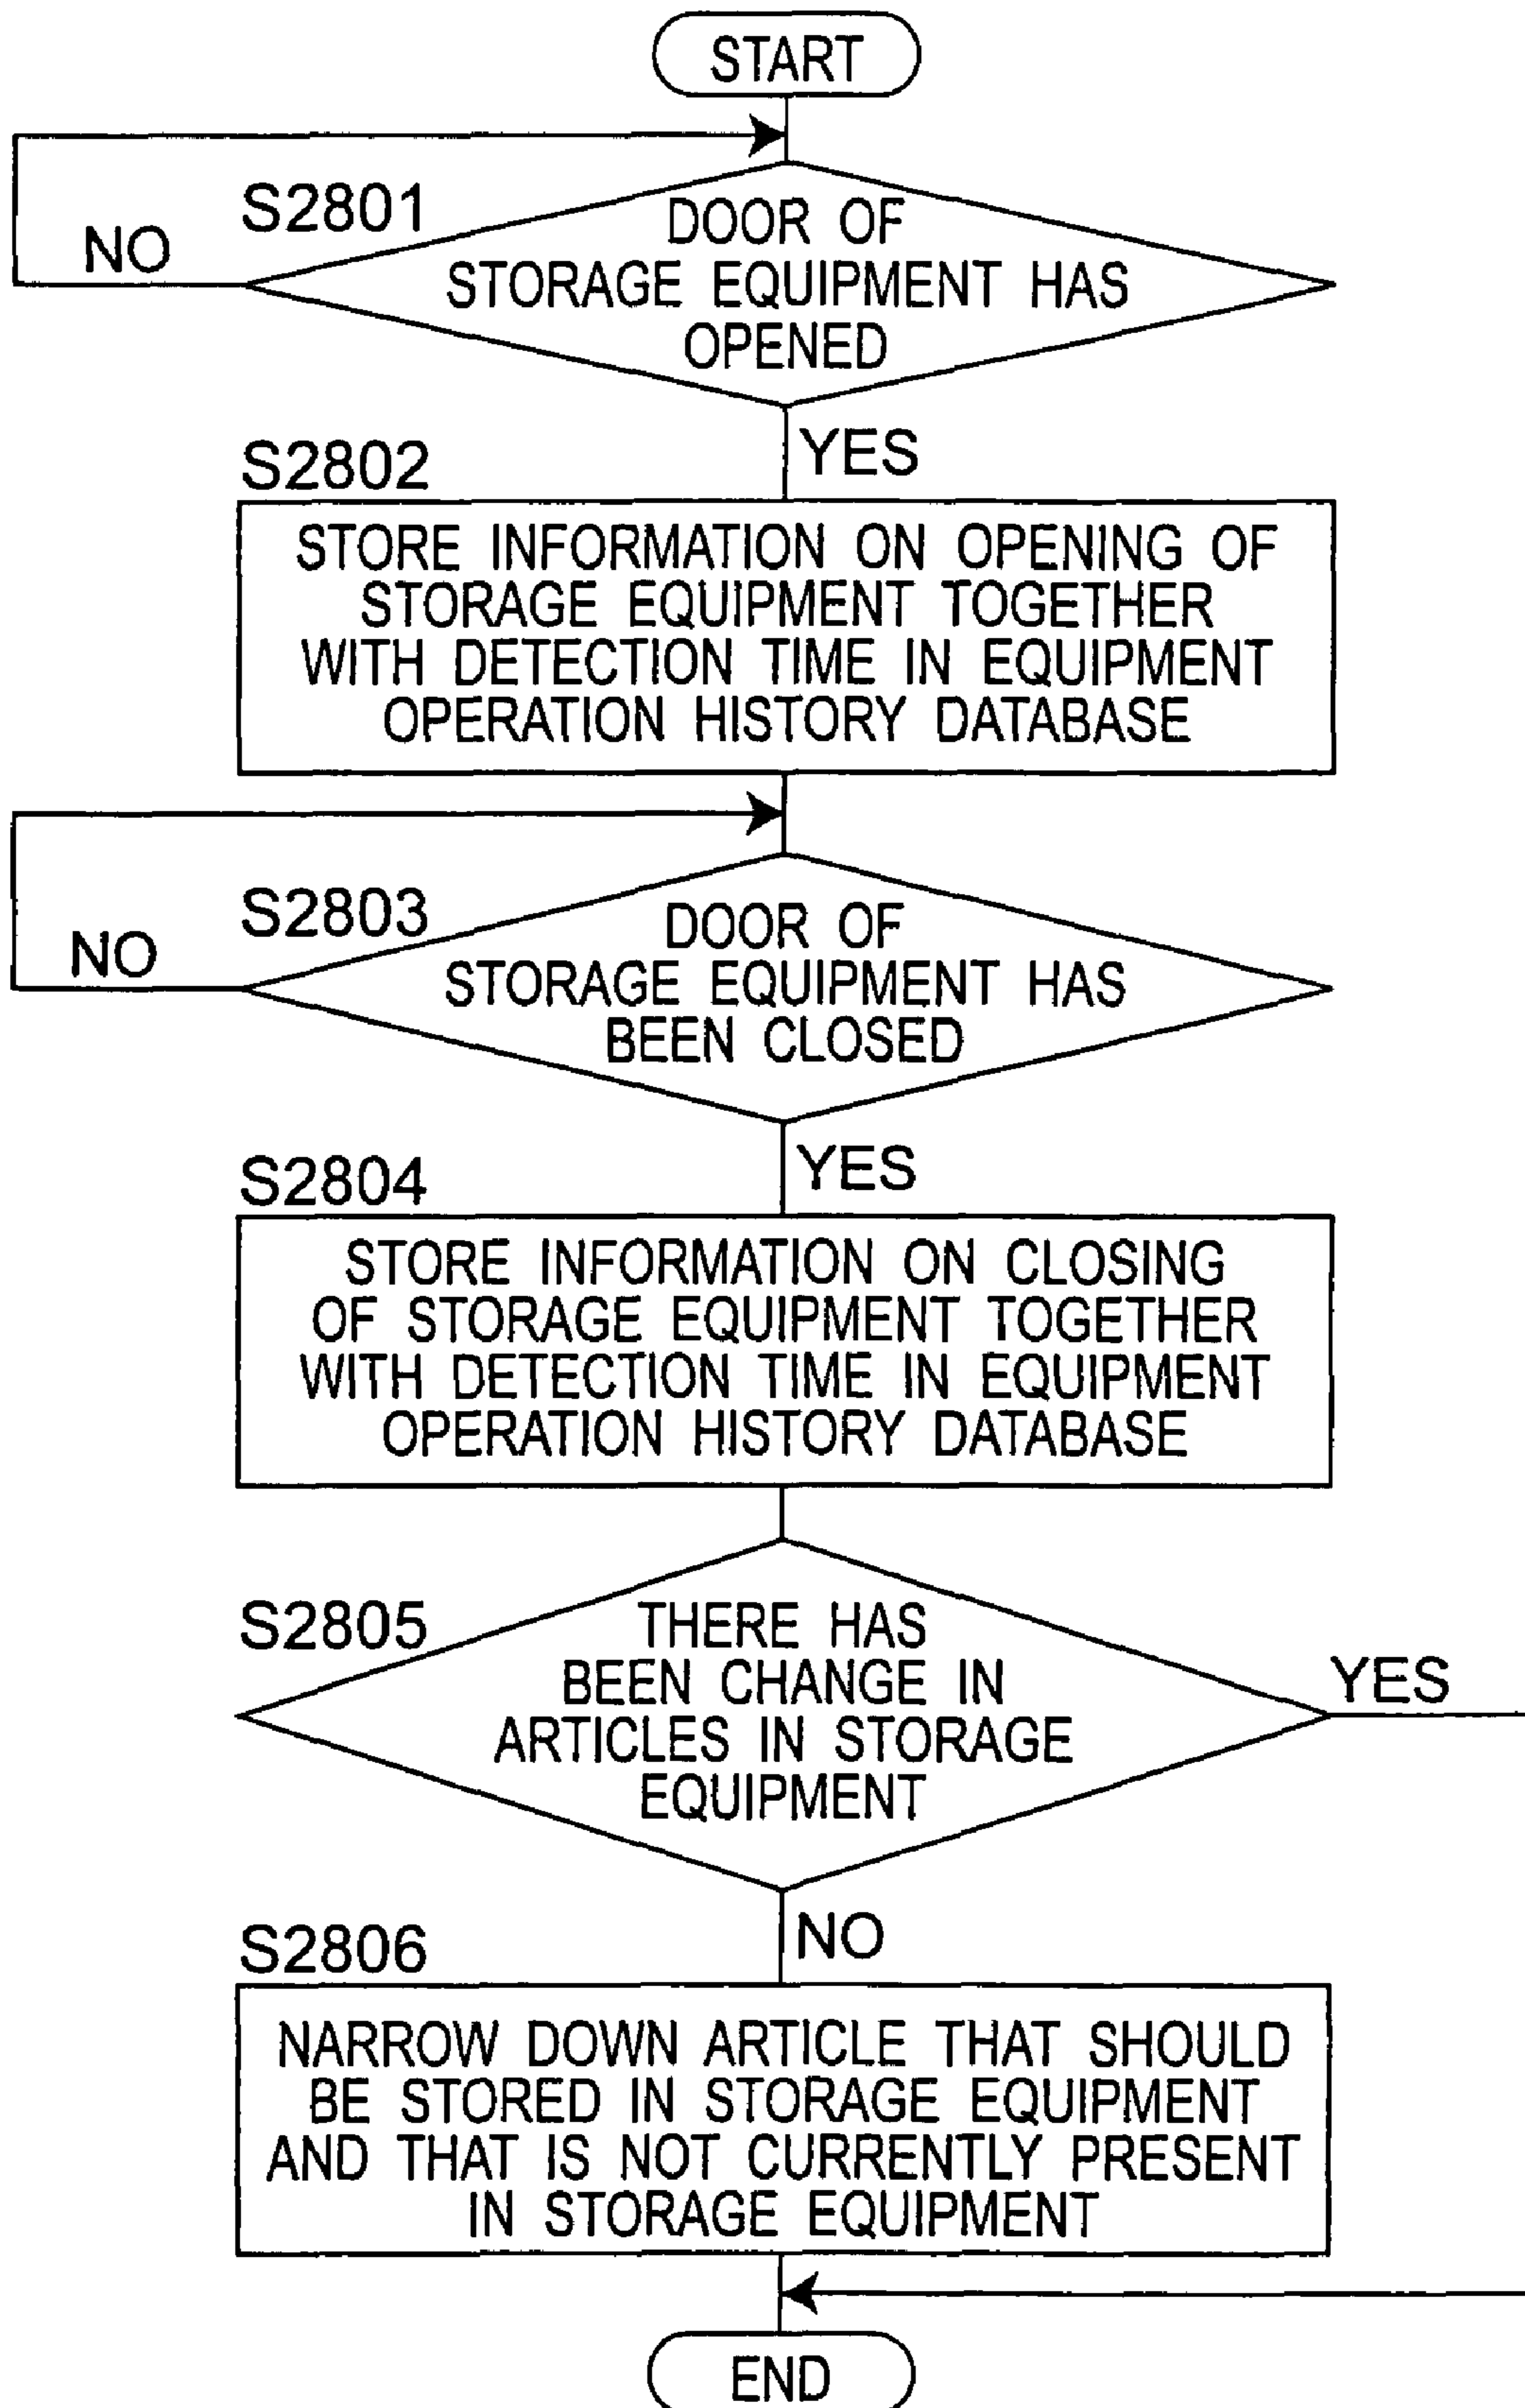 START
S2801
NO
DOOR OF
STORAGE EQUIPMENT HAS
OPENED
YES
S2802
STORE INFORMATION ON OPENING OF
STORAGE EQUIPMENT TOGETHER
WITH DETECTION TIME IN EQUIPMENT
OPERATION HISTORY DATABASE
S2803
NO
DOOR OF
STORAGE EQUIPMENT HAS
BEEN CLOSED
YES
S2804
STORE INFORMATION ON CLOSING
OF STORAGE EQUIPMENT TOGETHER
WITH DETECTION TIME IN EQUIPMENT
OPERATION HISTORY DATABASE
S2805
THERE HAS
BEEN CHANGE IN
ARTICLES IN STORAGE
EQUIPMENT
YES
NO
S2806
NARROW DOWN ARTICLE THAT SHOULD
BE STORED IN STORAGE EQUIPMENT
AND THAT IS NOT CURRENTLY PRESENT
IN STORAGE EQUIPMENT
END